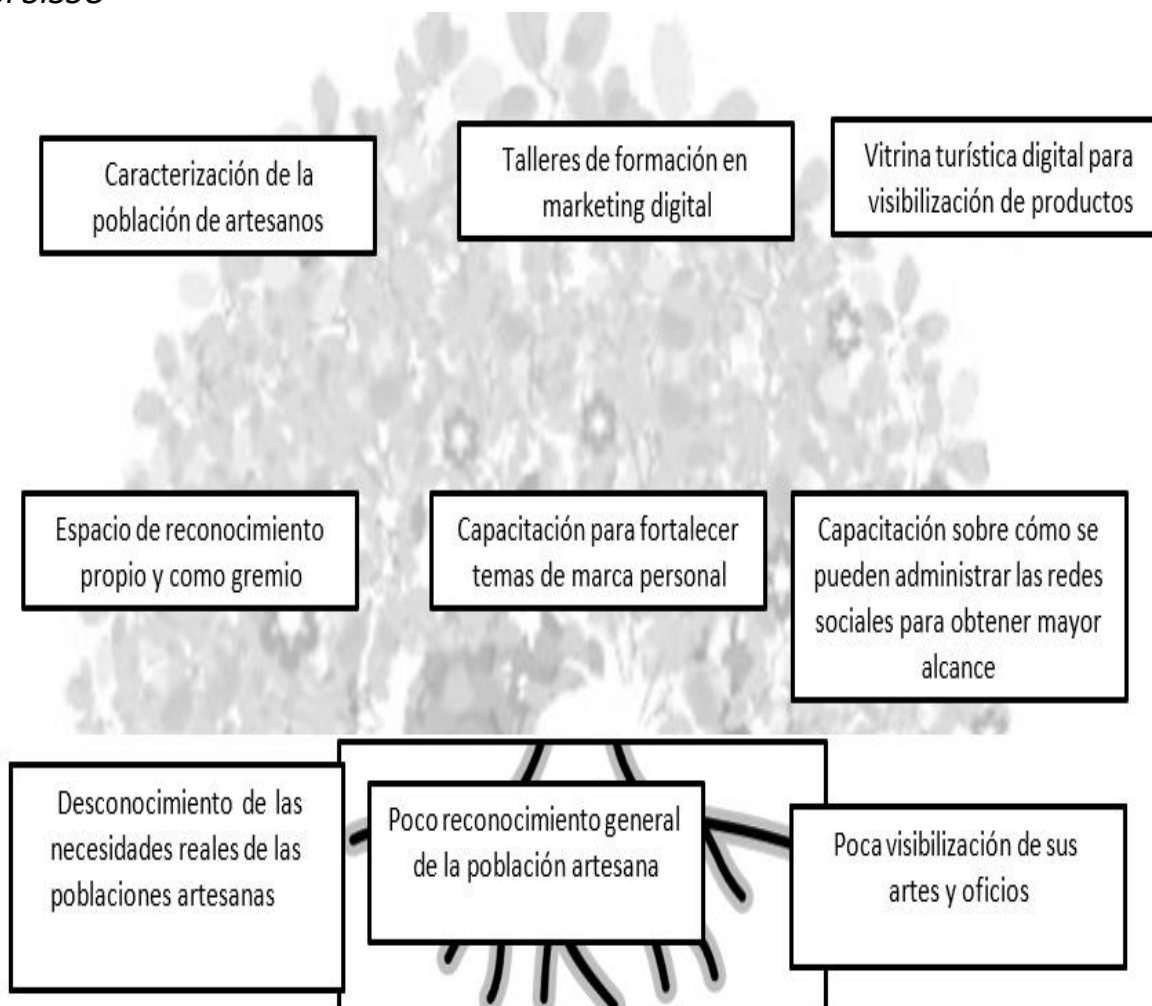 Caracterización de la
población de artesanos
Talleres de formación en
marketing digital
Vitrina turística digital para
visibilización de productos
Espacio de reconocimiento
propio y como gremio
Capacitación para fortalecer
temas de marca personal
Capacitación sobre cómo se
pueden administrar las redes
sociales para obtener mayor
alcance
Desconocimiento de las
necesidades reales de las
poblaciones artesanas
Poco reconocimiento general
de la población artesana
Poca visibilización de sus
artes y oficios